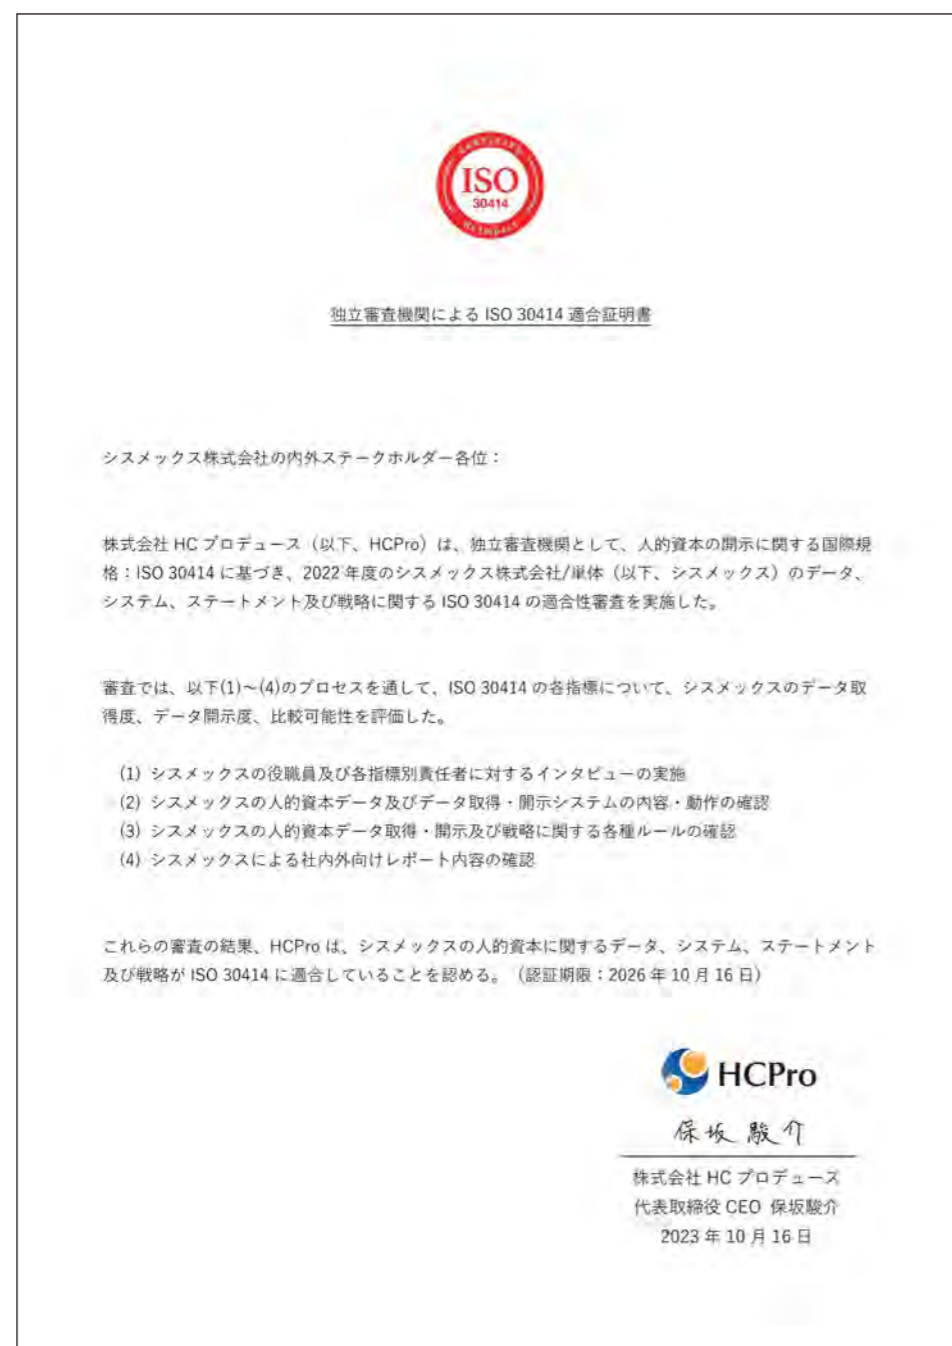 CERTIFIED
ISO
30414
HR Impact
独立審査機関による ISO 30414 適合証明書
シスメックス株式会社の内外ステークホルダー各位：
株式会社 HC プロデュース（以下、HCPro）は、独立審査機関として、人的資本の開示に関する国際規
格：ISO 30414 に基づき、2022 年度のシスメックス株式会社/単体（以下、シスメックス）のデータ、
システム、ステートメント及び戦略に関する ISO 30414 の適合性審査を実施した。
審査では、以下(1)～(4)のプロセスを通して、ISO 30414 の各指標について、シスメックスのデータ取
得度、データ開示度、比較可能性を評価した。
(1) シスメックスの役職員及び各指標別責任者に対するインタビューの実施
(2) シスメックスの人的資本データ及びデータ取得・開示システムの内容・動作の確認
(3) シスメックスの人的資本データ取得・開示及び戦略に関する各種ルールの確認
(4) シスメックスによる社内外向けレポート内容の確認
これらの審査の結果、HCPro は、シスメックスの人的資本に関するデータ、システム、ステートメント
及び戦略が ISO 30414 に適合していることを認める。（認証期限：2026 年 10 月 16 日）
HCPro
保坂 駿介
株式会社 HC プロデュース
代表取締役 CEO 保坂駿介
2023 年 10 月 16 日